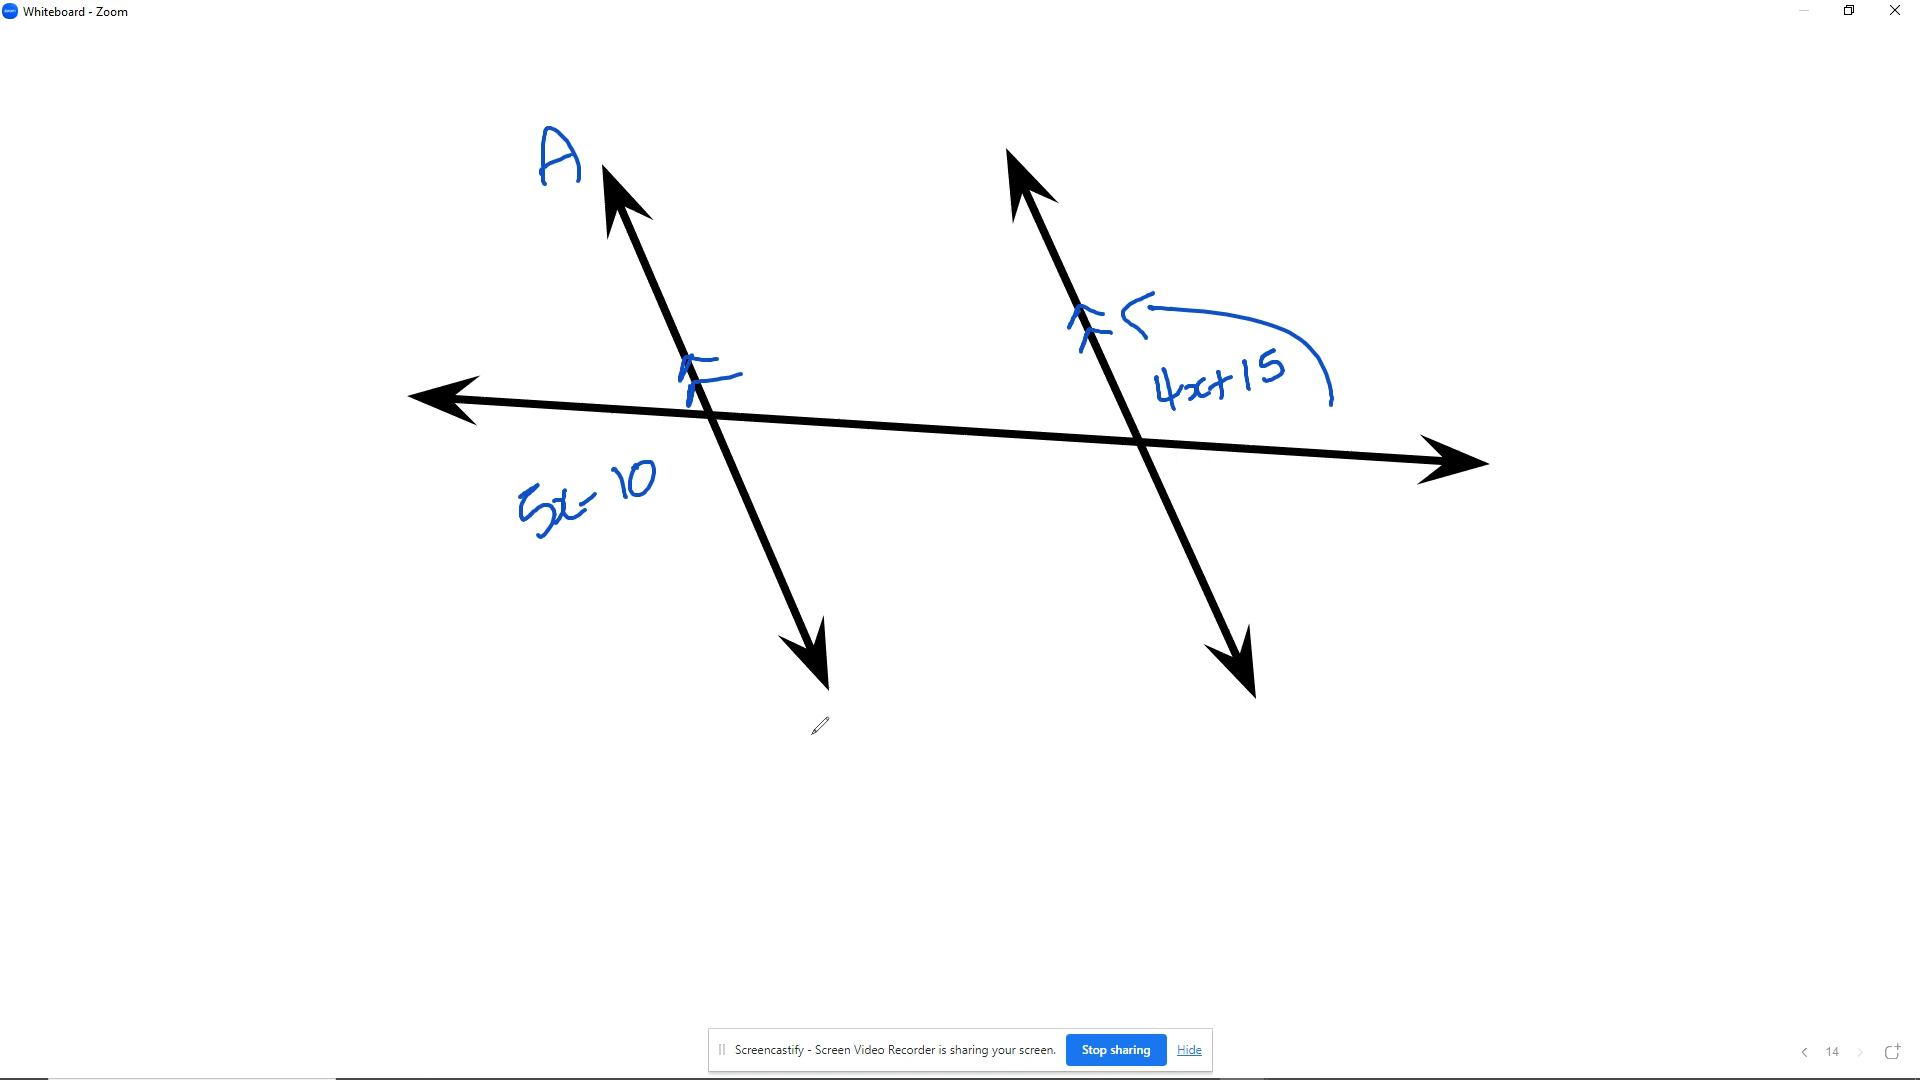 Whiteboard - Zoom
A
4x+15
5x-10
Screencastify - Screen Video Recorder is sharing your screen.
Stop sharing
Hide
14